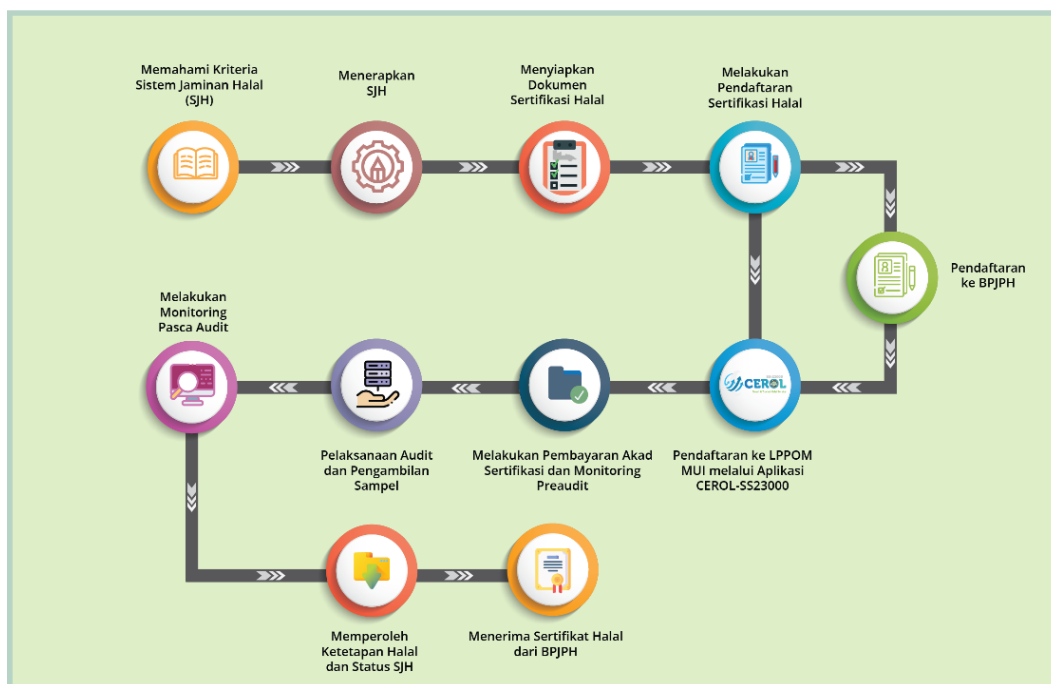 Memahami Kriteria
Sistem Jaminan Halal
(SJH)
Menerapkan
SJH
Menyiapkan
Dokumen
Sertifikasi Halal
Melakukan
Pendaftaran
Sertifikasi Halal
Pendaftaran
ke BPJPH
CEROL
Pendaftaran ke LPPOM
MUI melalui Aplikasi
CEROL-SS23000
Melakukan Pembayaran Akad
Sertifikasi dan Monitoring
Preaudit
Pelaksanaan Audit
dan Pengambilan
Sampel
Melakukan
Monitoring
Pasca Audit
Memperoleh
Ketetapan Halal
dan Status SJH
Menerima Sertifikat Halal
dari BPJPH